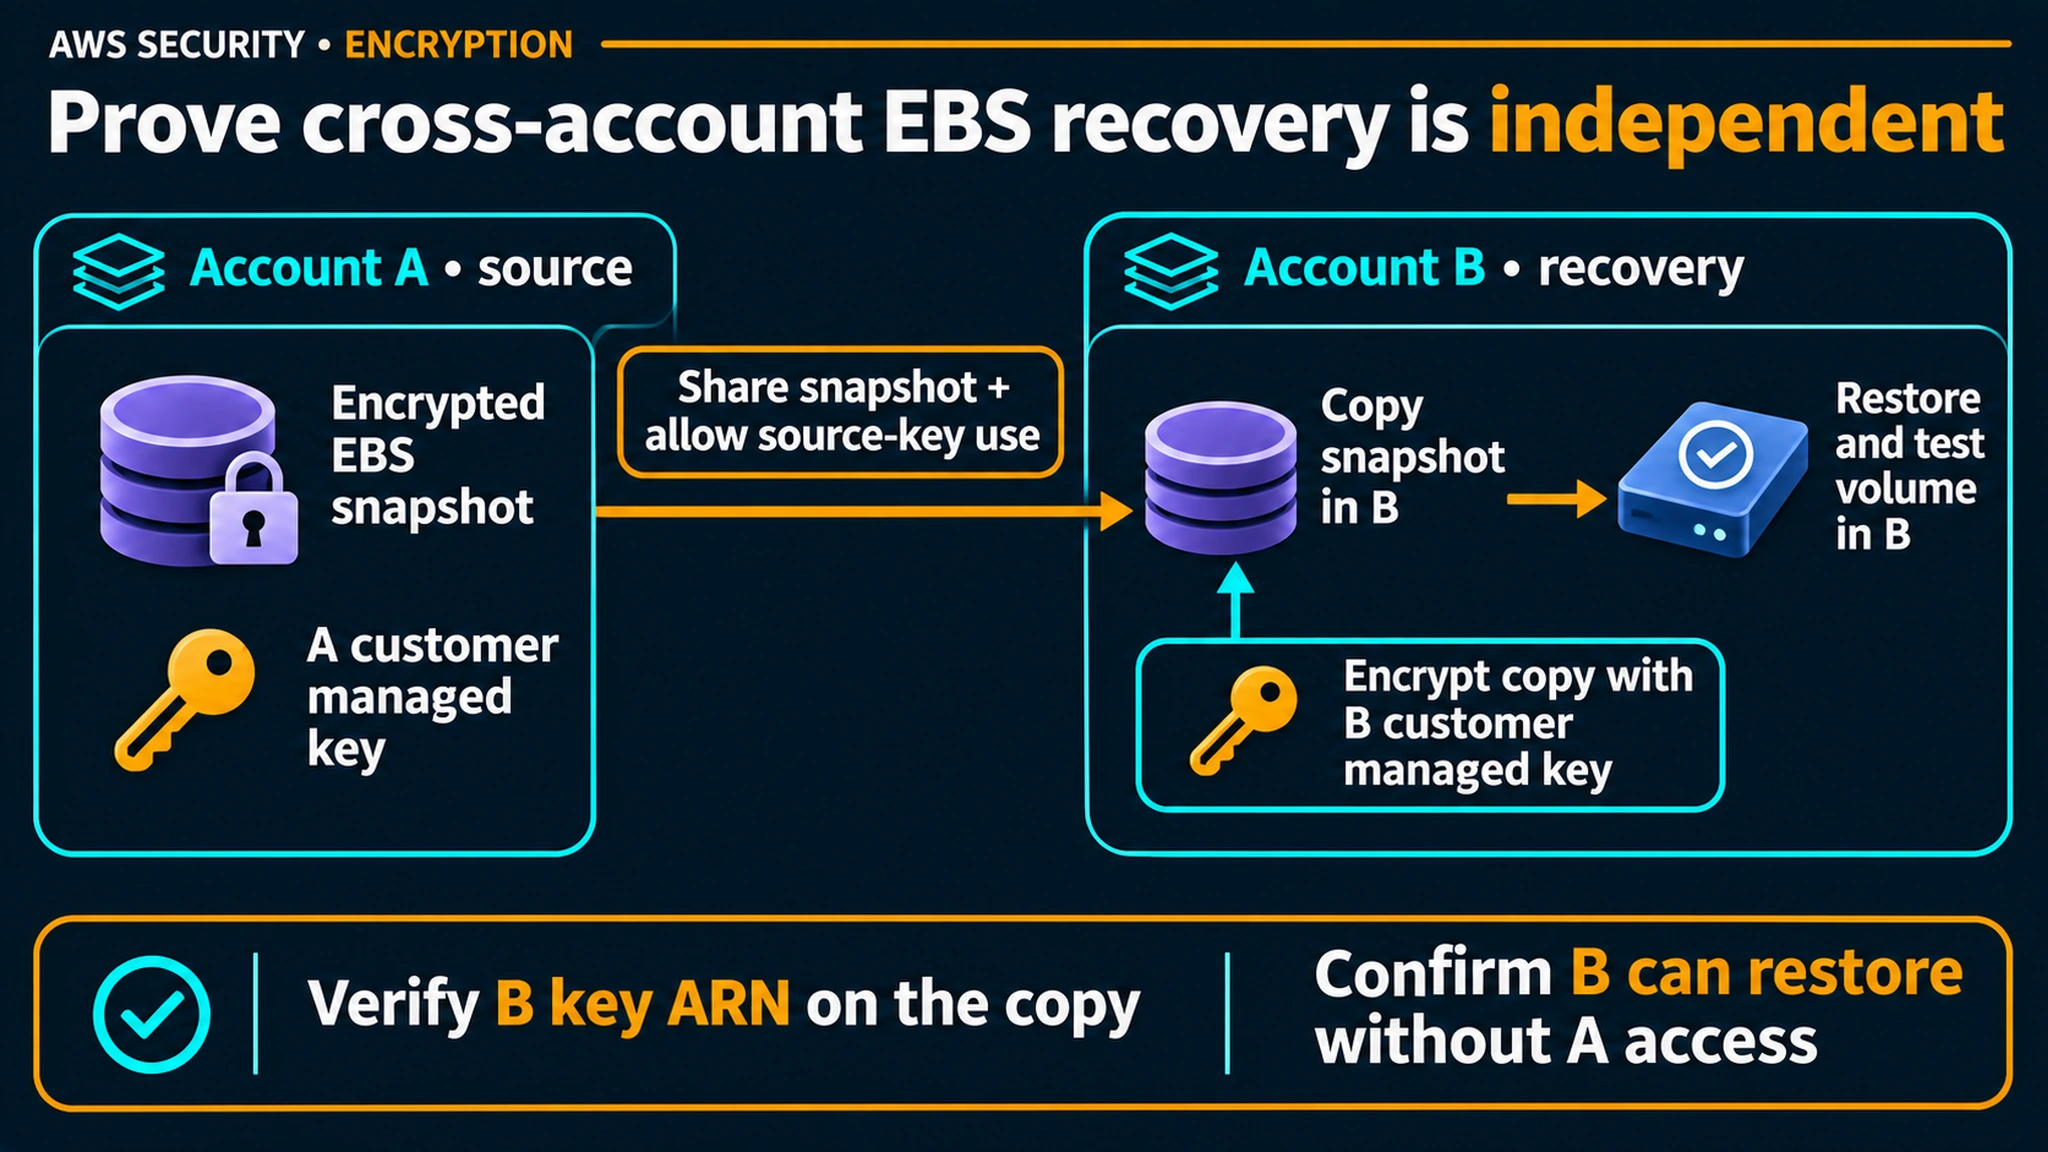 AWS SECURITY • ENCRYPTION
Prove cross-account EBS recovery is independent
Account A • source
Encrypted
EBS
snapshot
A customer
managed
key
Share snapshot +
allow source-key use
Account B • recovery
Copy
snapshot
in B
Restore
and test
volume
in B
Encrypt copy with
B customer
managed key
Verify B key ARN on the copy
Confirm B can restore
without A access